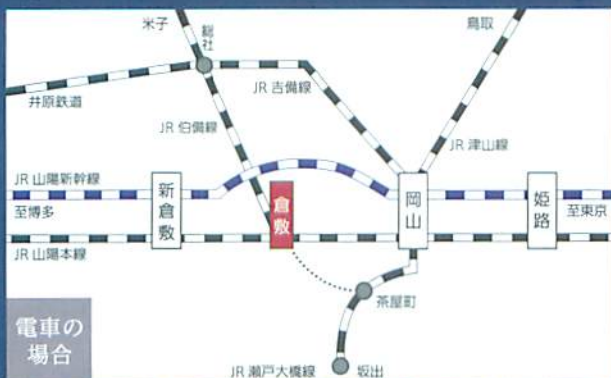 米子
鳥取
総社
井原鉄道
JR 吉備線
JR 伯備線
JR 津山線
JR 山陽新幹線
至博多
新倉敷
倉敷
岡山
姫路
至東京
JR 山陽本線
茶屋町
電車の
場合
JR 瀬戸大橋線
坂出